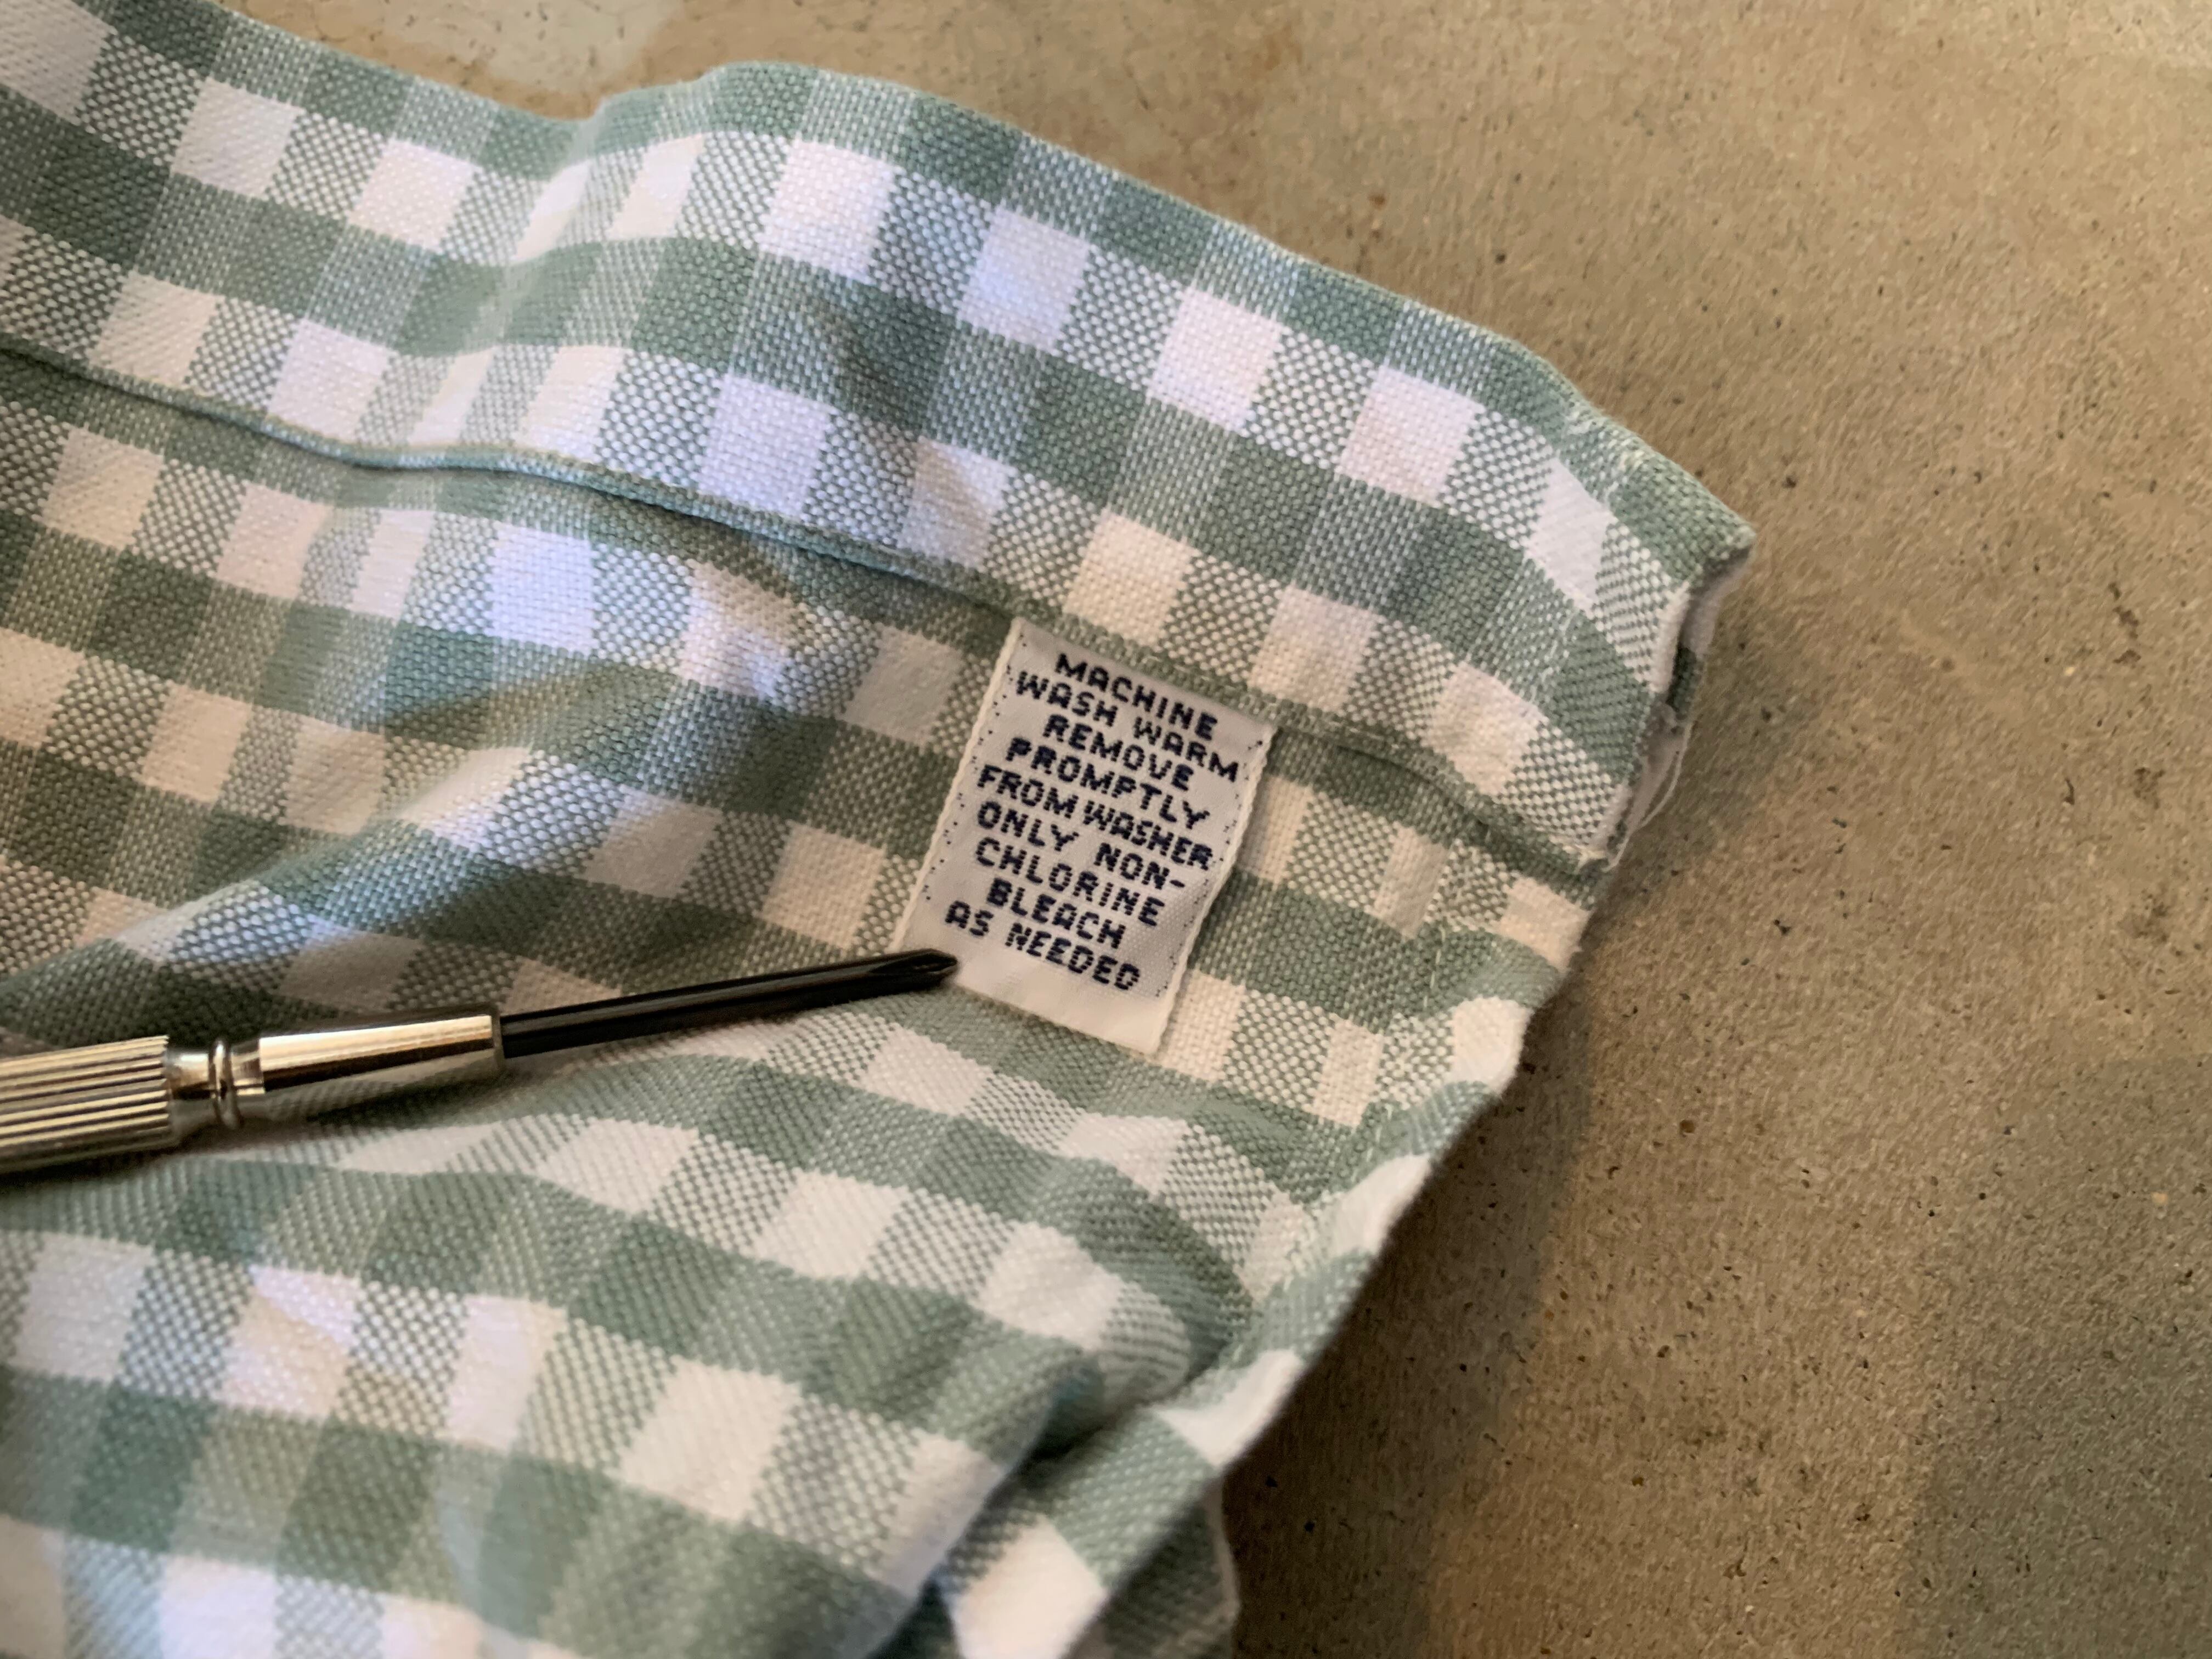 MACHINE
WASH WARM
REMOVE
PROMPTLY
FROM WASHER
ONLY NON-
CHLORINE
BLEACH
AS NEEDED